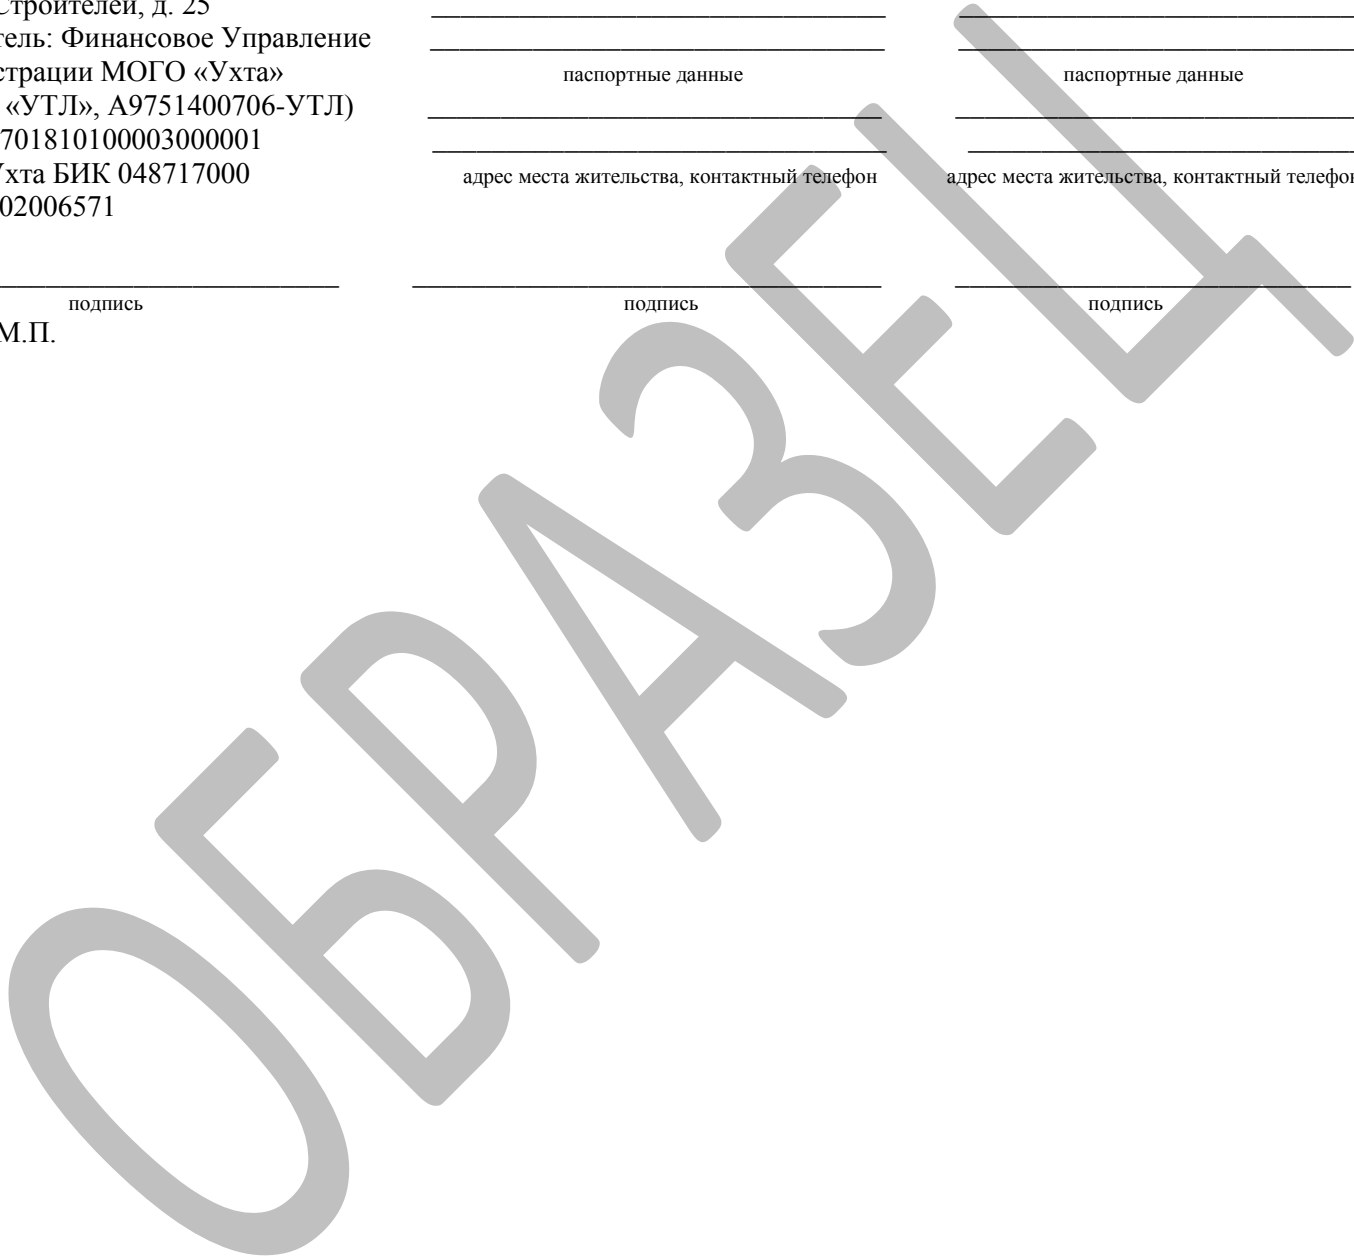 Строителей, д. 25
тель: Финансовое Управление
страции МОГО «Ухта»
«УТЛ», А9751400706-УТЛ)
701810100003000001
Ухта БИК 048717000
02006571
подпись
М.П.
паспортные данные
адрес места жительства, контактный телефон
подпись
паспортные данные
адрес места жительства, контактный телефон
подпись
ОБРАЗЕЦ